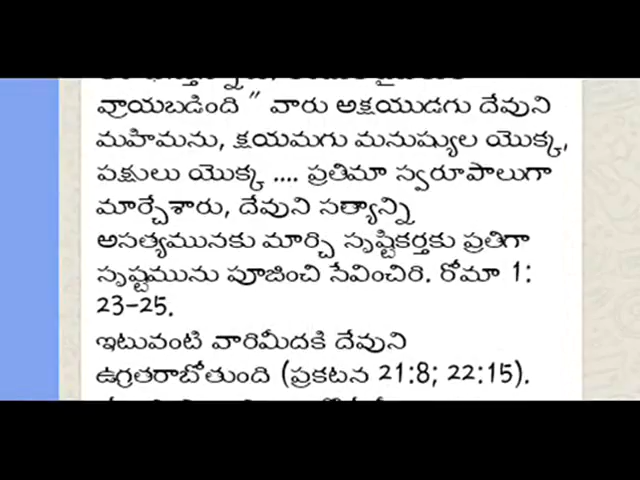 వ్రాయబడింది " వారు అక్షయుడగు దేవుని
మహిమను, క్షయమగు మనుష్యుల యొక్క,
పక్షులు యొక్క .... ప్రతిమా స్వరూపాలుగా
మార్చేశారు, దేవుని సత్యాన్ని
అసత్యమునకు మార్చి సృష్టికర్తకు ప్రతిగా
సృష్టమును పూజించి సేవించిరి. రోమా 1:
23-25.
ఇటువంటి వారిమీదకి దేవుని
ఉగ్రతరాబోతుంది (ప్రకటన 21:8; 22:15).